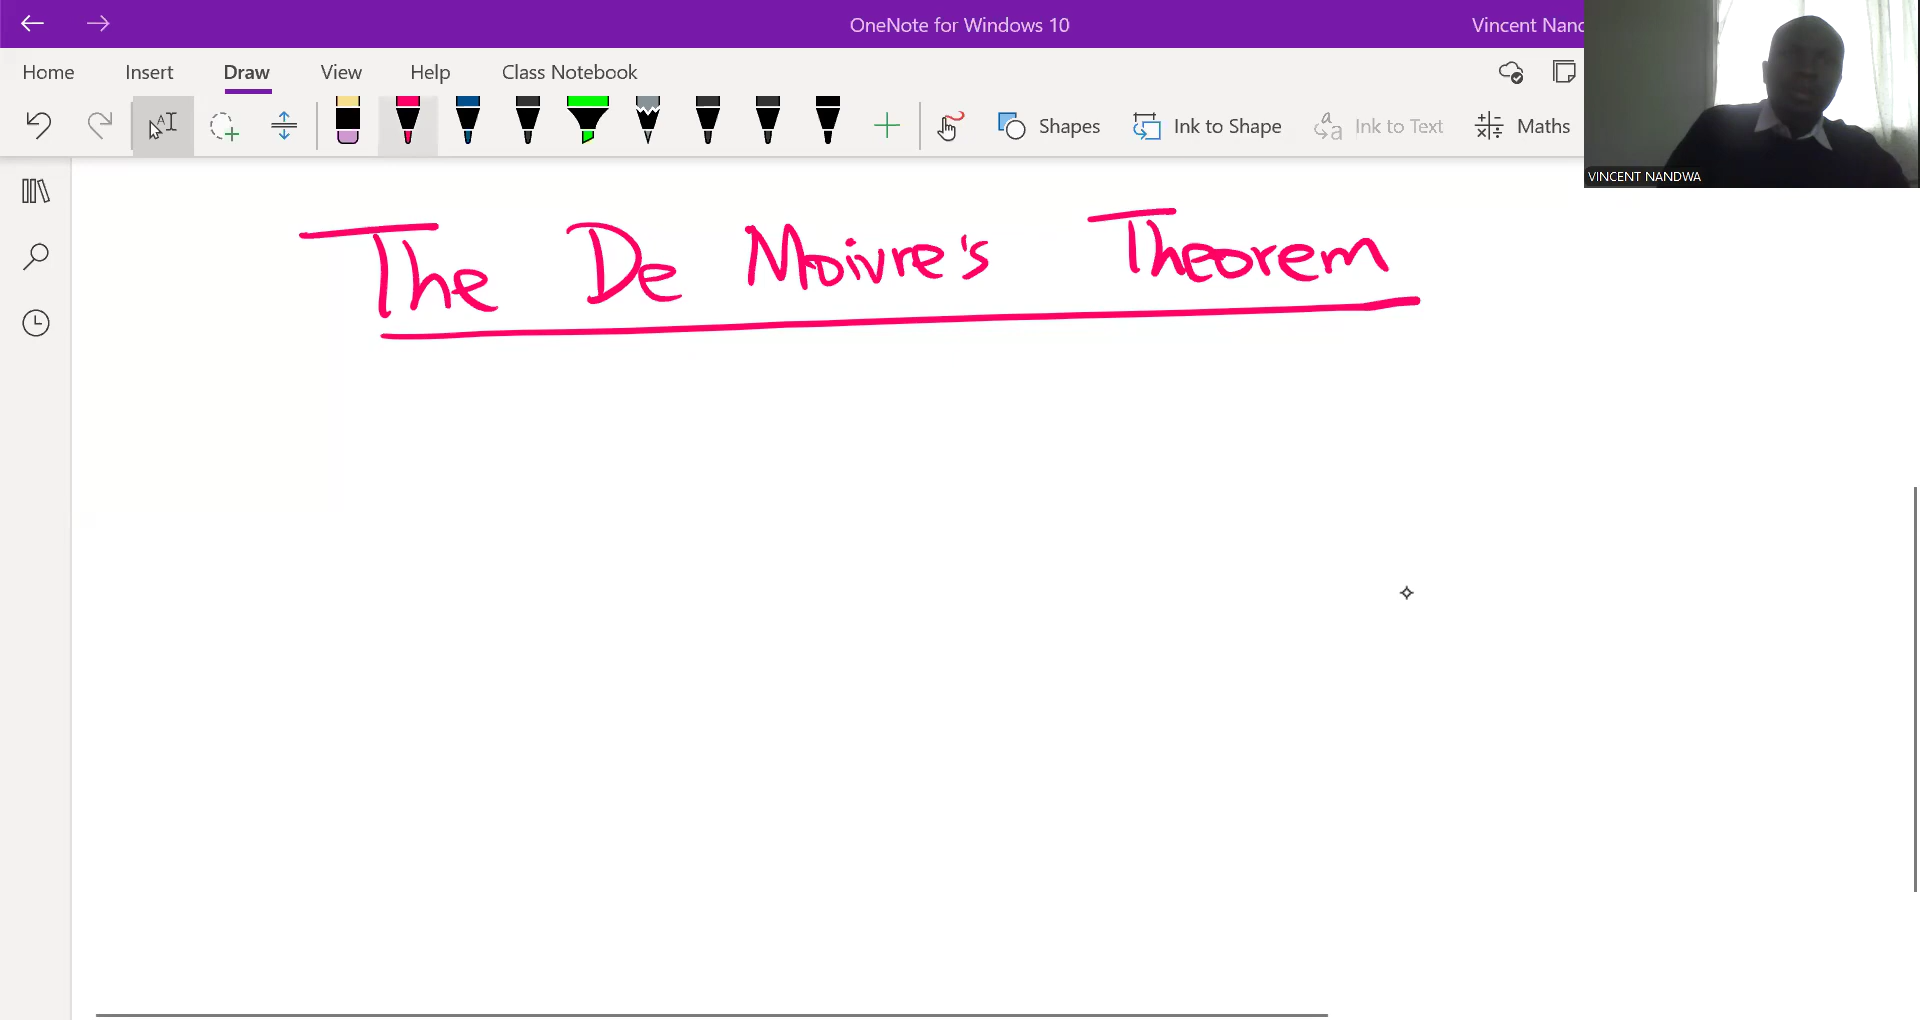 OneNote for Windows 10
Vincent Nand
Home Insert Draw View Help Class Notebook
Shapes Ink to Shape Ink to Text Maths
VINCENT NANDWA
The De Moivre's Theorem